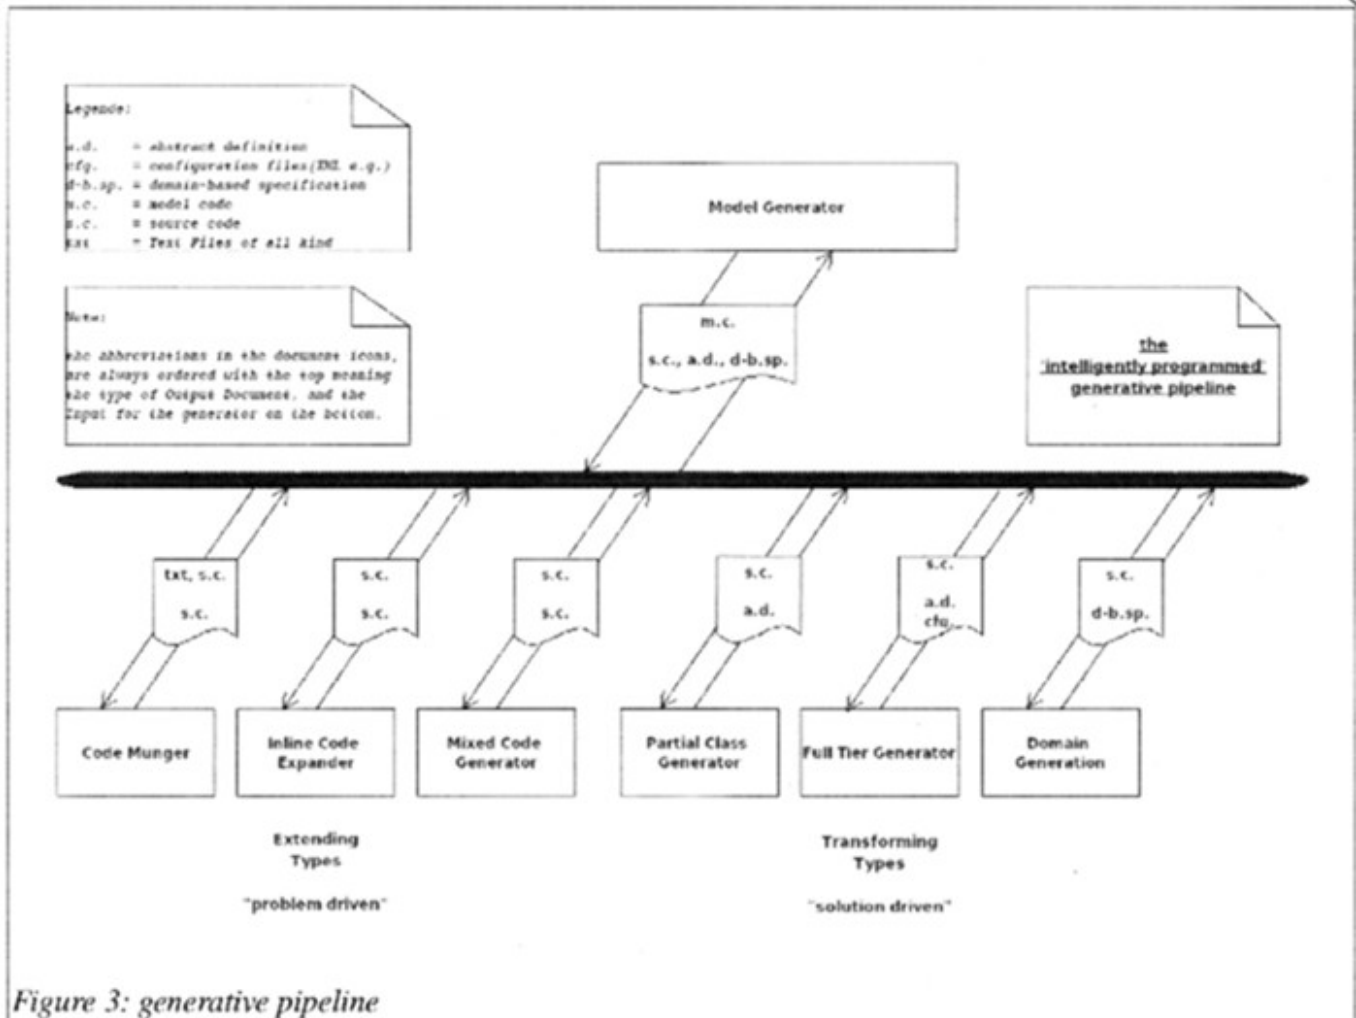 Legende:
a.d. = abstract definition
cfg. = configuration files(XML e.g.)
d-b.sp. = domain-based specification
m.c. = model code
s.c. = source code
txt = Text Files of all kind
Note:
the abbreviations in the document icons,
are always ordered with the top meaning
the type of Output Document, and the
Input for the generator on the bottom.
Model Generator
m.c.
s.c., a.d., d-b.sp.
the
"intelligently programmed"
generative pipeline
txt, s.c.
s.c.
s.c.
s.c.
s.c.
s.c.
s.c.
a.d.
s.c.
a.d.
cfg.
s.c.
d-b.sp.
Code Munger
Inline Code
Expander
Mixed Code
Generator
Partial Class
Generator
Full Tier Generator
Domain
Generation
Extending
Types
"problem driven"
Transforming
Types
"solution driven"
Figure 3: generative pipeline